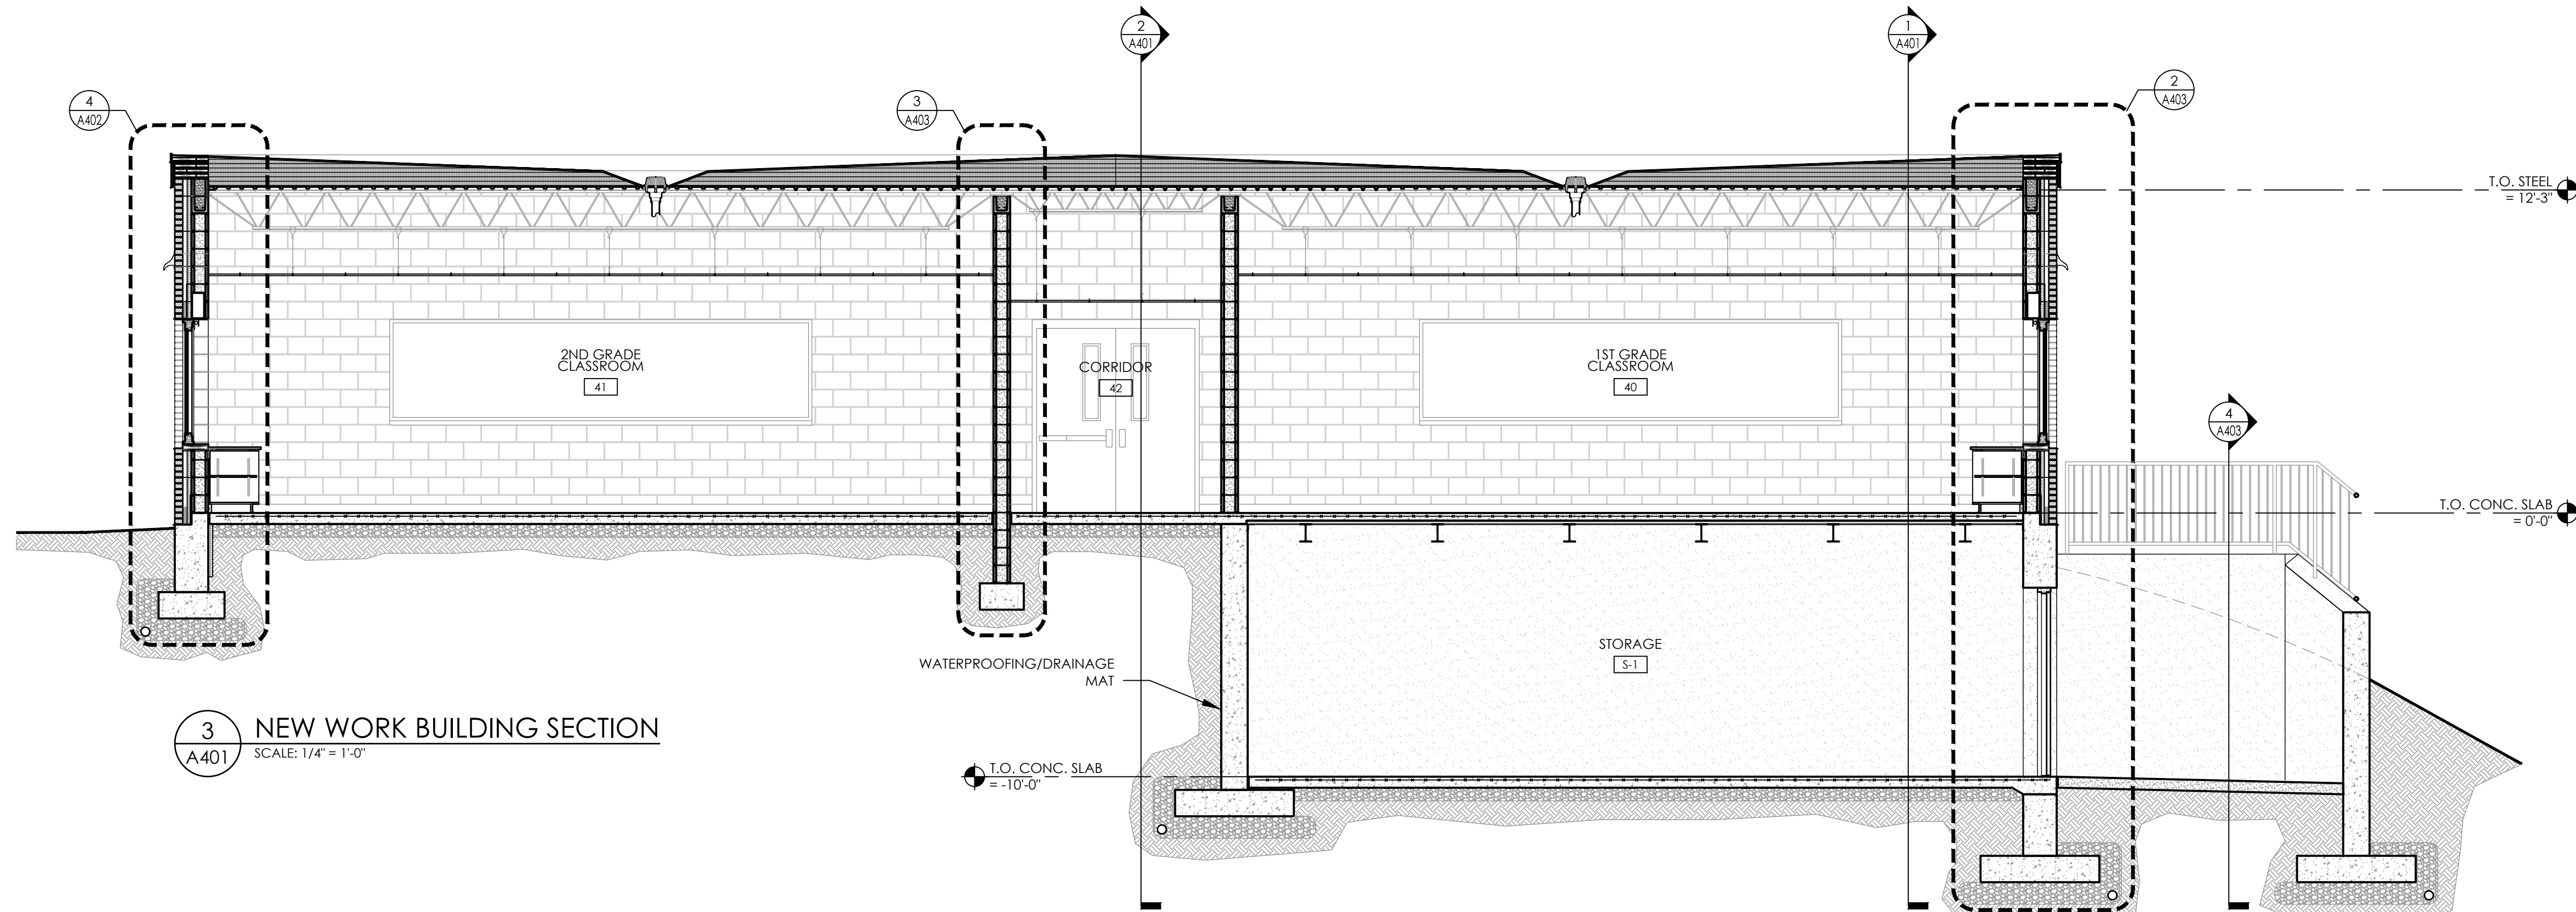 2
A401
1
A401
4
A402
3
A403
2
A403
T.O. STEEL
= 12'-3"
2ND GRADE
CLASSROOM
41
CORRIDOR
42
1ST GRADE
CLASSROOM
40
4
A403
T.O. CONC. SLAB
= 0'-0"
STORAGE
S-1
WATERPROOFING/DRAINAGE
MAT
3
A401
NEW WORK BUILDING SECTION
SCALE: 1/4" = 1'-0"
T.O. CONC. SLAB
= -10'-0"